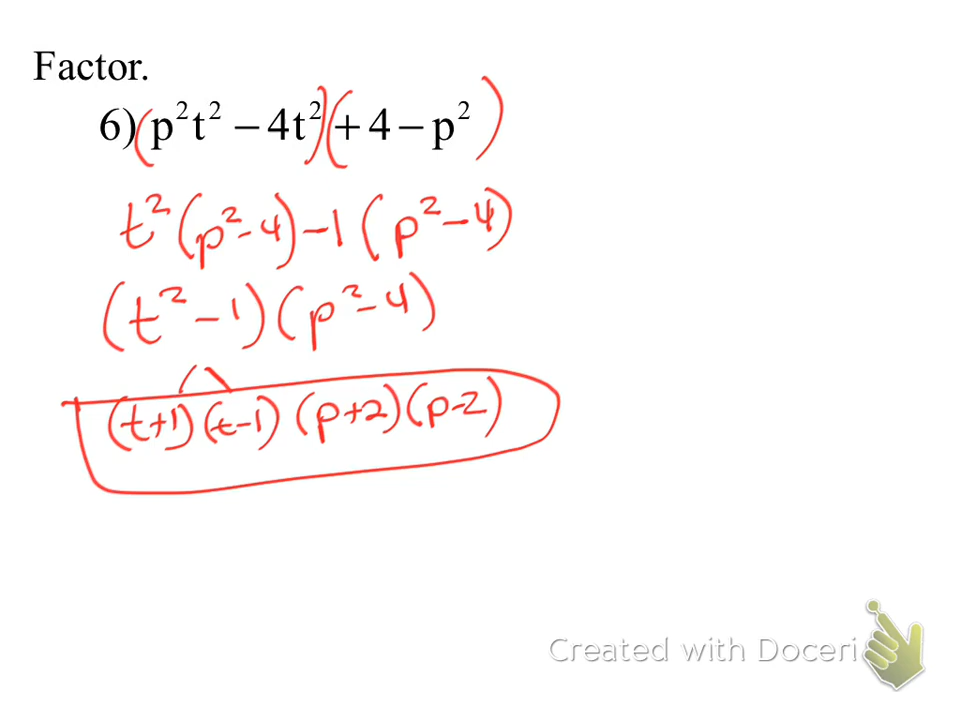 Factor.
6) (p²t² − 4t²)(+ 4 − p²)
t²(p²-4)-1(p²-4)
(t²-1)(p²-4)
(t+1)(t-1)(p+2)(p-2)
Created with Doceri